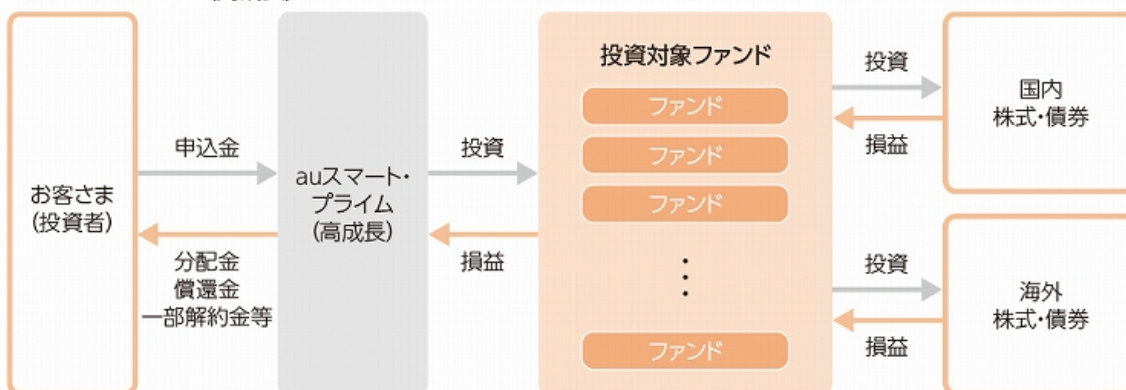 お客さま
(投資者)
申込金
分配金
償還金
一部解約金等
auスマート・
プライム
(高成長)
投資
損益
投資対象ファンド
ファンド
ファンド
ファンド
ファンド
投資
損益
国内
株式・債券
投資
損益
海外
株式・債券